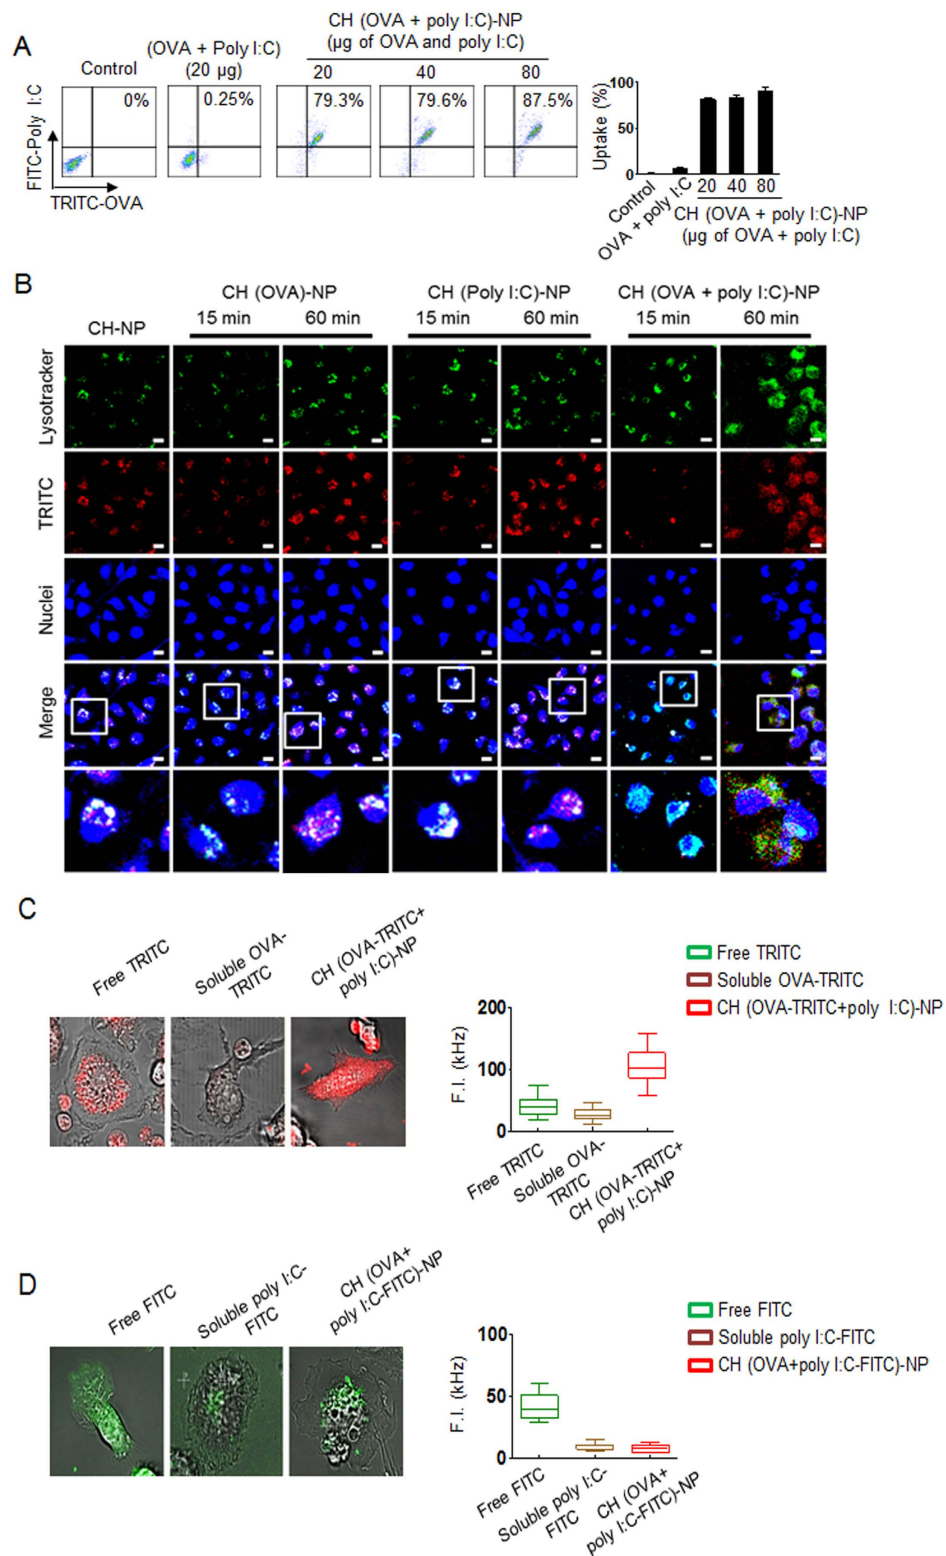 A
Control
(OVA + Poly I:C)
(20 µg)
CH (OVA + poly I:C)-NP
(µg of OVA and poly I:C)
20
40
80
0%
0.25%
79.3%
79.6%
87.5%
FITC-Poly I:C
TRITC-OVA
Uptake (%)
100
50
0
Control
OVA + poly I:C
20
40
80
CH (OVA + poly I:C)-NP
(µg of OVA + poly I:C)
B
CH-NP
CH (OVA)-NP
15 min
60 min
CH (Poly I:C)-NP
15 min
60 min
CH (OVA + poly I:C)-NP
15 min
60 min
Lysotracker
TRITC
Nuclei
Merge
C
Free TRITC
Soluble OVA-
TRITC
CH (OVA-TRITC+
poly I:C)-NP
Free TRITC
Soluble OVA-TRITC
CH (OVA-TRITC+poly I:C)-NP
F.I. (kHz)
200
100
0
Free TRITC
Soluble OVA-
TRITC
CH (OVA-TRITC+
poly I:C)-NP
D
Free FITC
Soluble poly I:C-
FITC
CH (OVA+
poly I:C-FITC)-NP
Free FITC
Soluble poly I:C-FITC
CH (OVA+poly I:C-FITC)-NP
F.I. (kHz)
100
50
0
Free FITC
Soluble poly I:C-
FITC
CH (OVA+
poly I:C-FITC)-NP